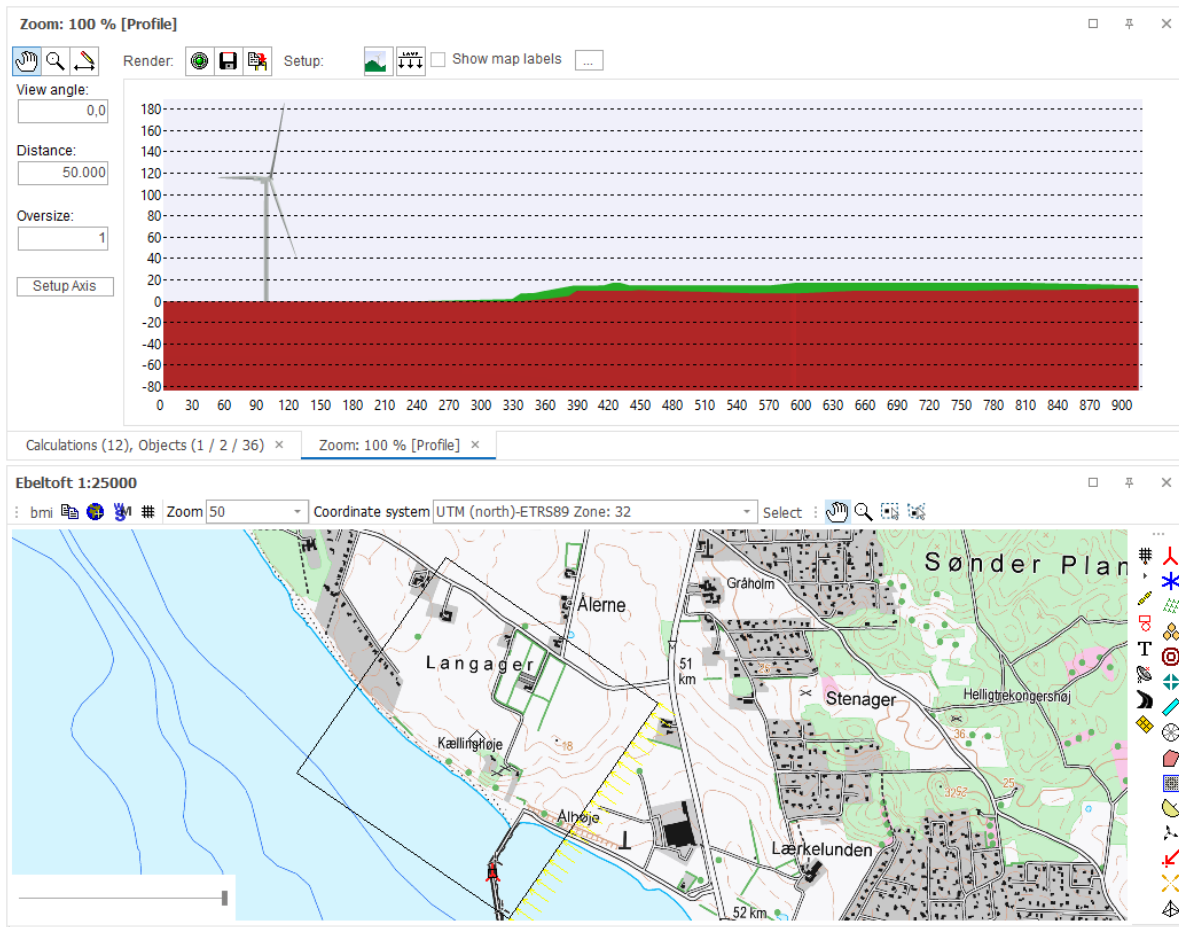 Zoom: 100 % [Profile]
Render: Setup: Show map labels ...
View angle:
0,0
Distance:
50.000
Oversize:
1
Setup Axis
180
160
140
120
100
80
60
40
20
0
-20
-40
-60
-80
0 30 60 90 120 150 180 210 240 270 300 330 360 390 420 450 480 510 540 570 600 630 660 690 720 750 780 810 840 870 900
Calculations (12), Objects (1 / 2 / 36) × Zoom: 100 % [Profile] ×
Ebeltoft 1:25000
bmi Zoom 50 Coordinate system UTM (north)-ETRS89 Zone: 32 Select
Sønder Plan
Gråholm
Ålerne
Langager
51
km
Stenager
Helligtrekongershøj
Kællinghøje
18
36
25
Alhøje
Lærkelunden
52 km
T